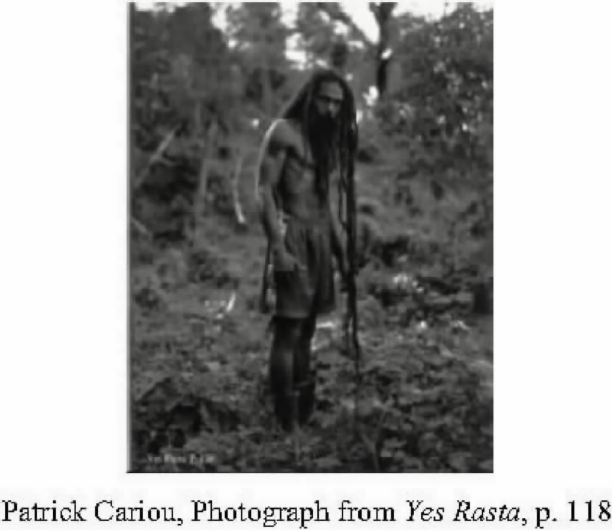 Patrick Cariou, Photograph from Yes Rasta, p. 118